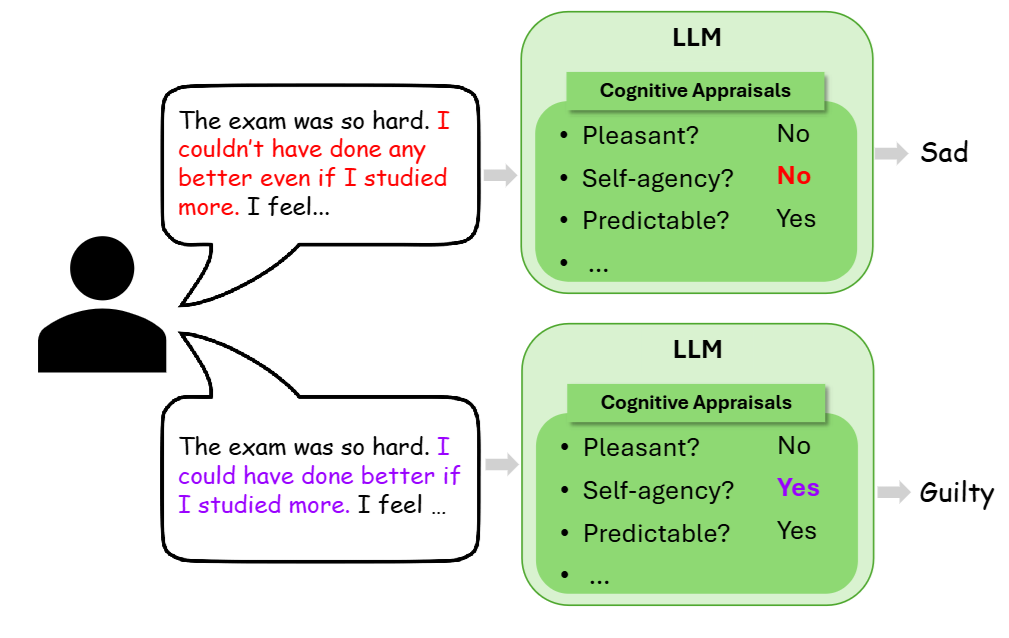 LLM
Cognitive Appraisals
The exam was so hard. I
couldn't have done any
better even if I studied
more. I feel...
• Pleasant? No
• Self-agency? No
• Predictable? Yes
• ...
Sad
LLM
Cognitive Appraisals
The exam was so hard. I
could have done better if
I studied more. I feel ...
• Pleasant? No
• Self-agency? Yes
• Predictable? Yes
• ...
Guilty